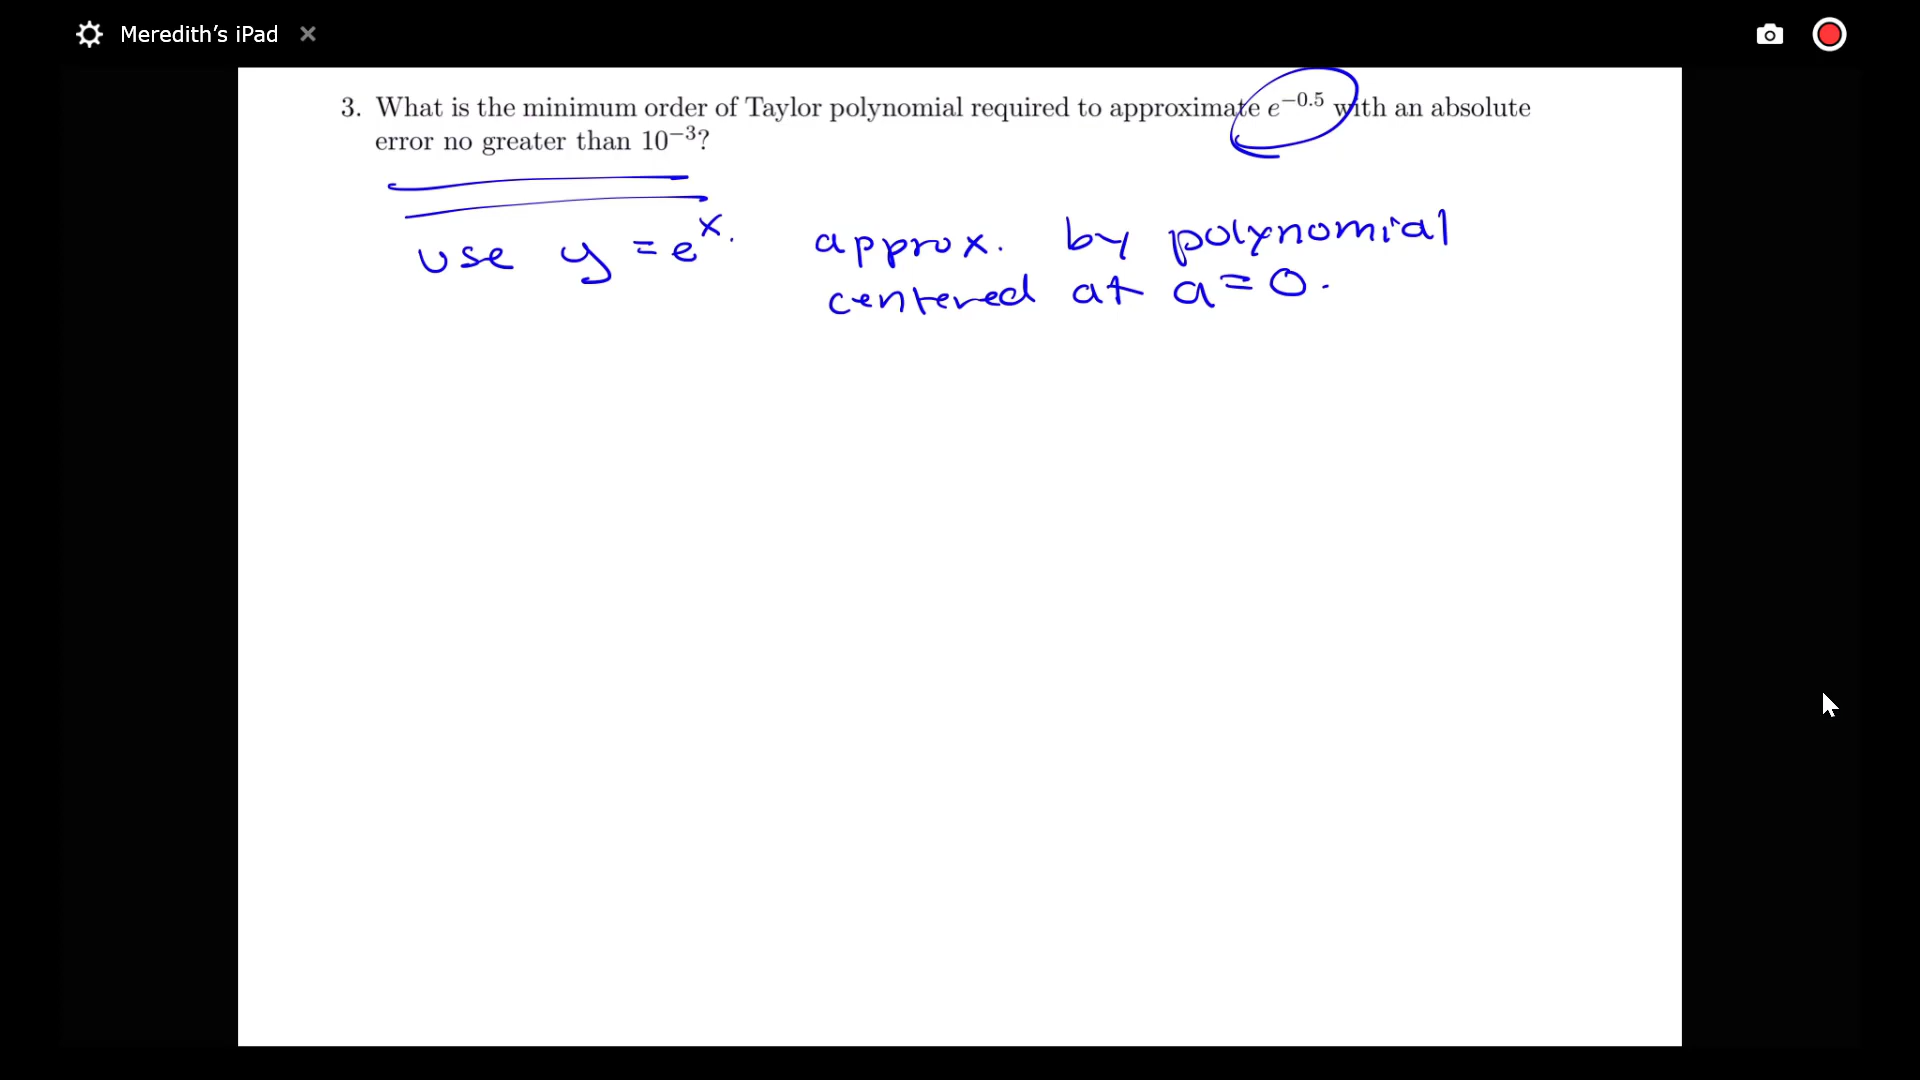 Meredith’s iPad
3. What is the minimum order of Taylor polynomial required to approximate e^{-0.5} with an absolute
error no greater than 10^{-3}?
use y = e^x. approx. by polynomial
centered at a = 0.